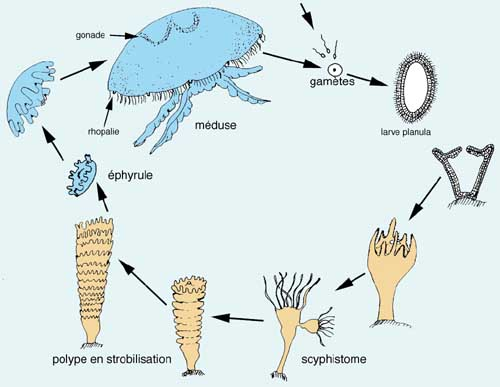 gonade
gamètes
rhopalie
méduse
larve planula
éphyrule
polype en strobilisation
scyphistome